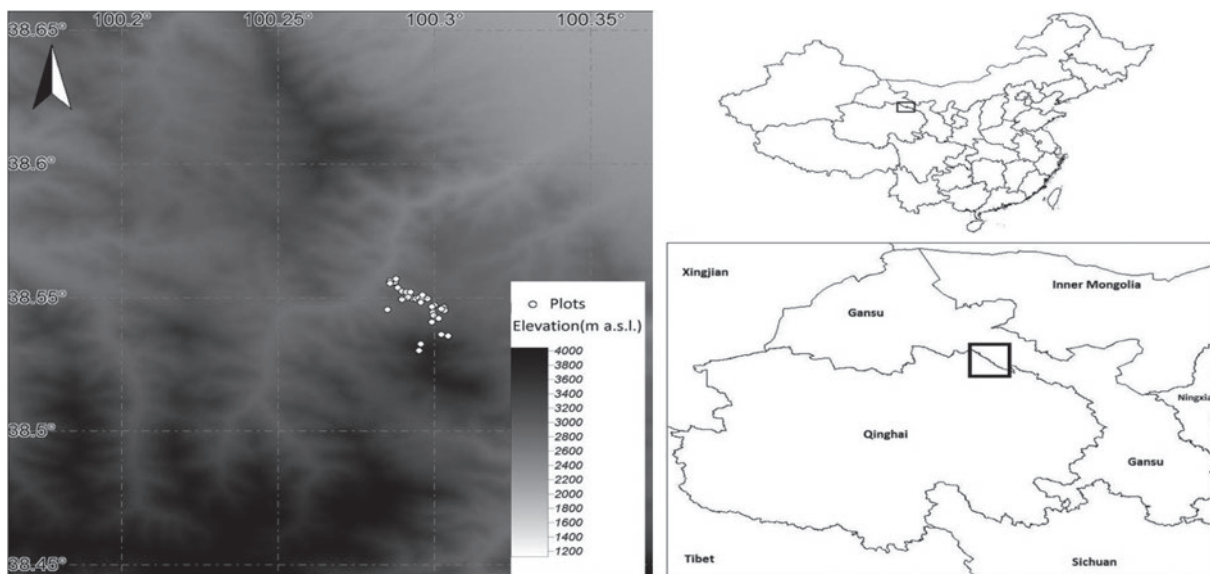 100.2° 100.25° 100.3° 100.35°
38.65°
38.6°
38.55°
38.5°
38.45°
Plots
Elevation(m a.s.l.)
4000
3800
3600
3400
3200
3000
2800
2600
2400
2200
2000
1800
1600
1400
1200
Xingjian
Inner Mongolia
Gansu
Ningxia
Qinghai
Gansu
Tibet
Sichuan